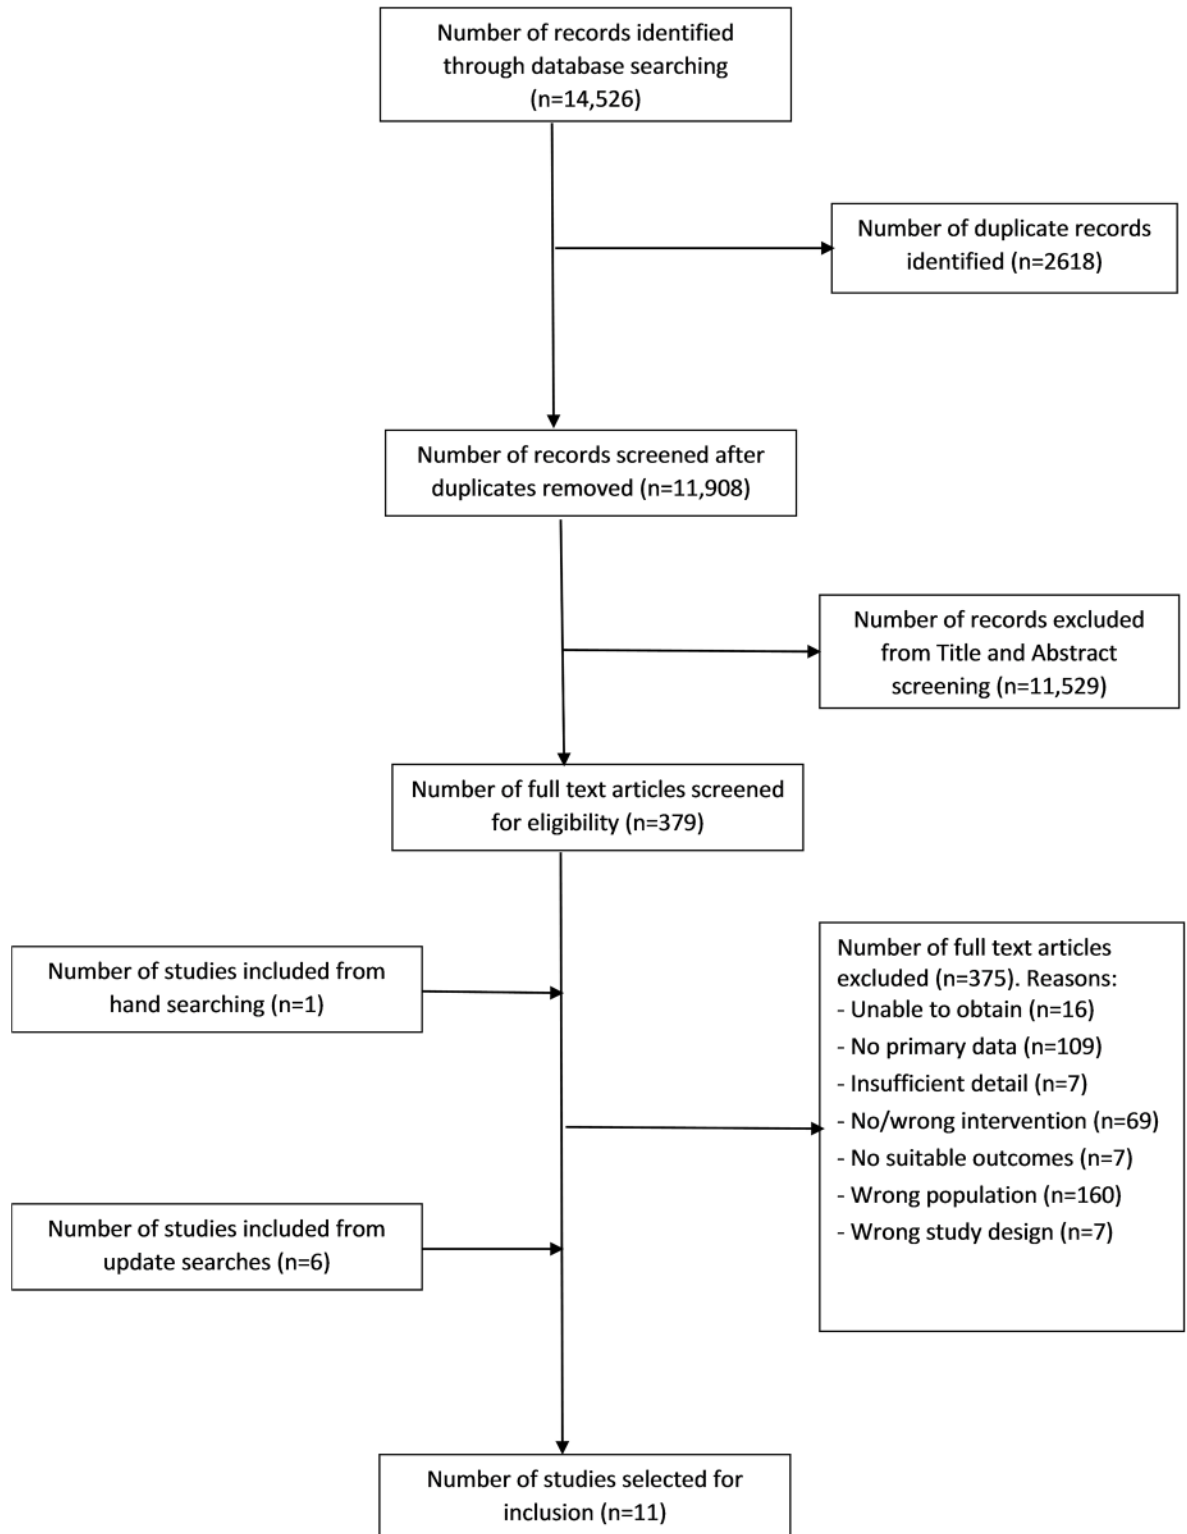 Number of records identified
through database searching
(n=14,526)
Number of duplicate records
identified (n=2618)
Number of records screened after
duplicates removed (n=11,908)
Number of records excluded
from Title and Abstract
screening (n=11,529)
Number of full text articles screened
for eligibility (n=379)
Number of studies included from
hand searching (n=1)
Number of full text articles
excluded (n=375). Reasons:
- Unable to obtain (n=16)
- No primary data (n=109)
- Insufficient detail (n=7)
- No/wrong intervention (n=69)
- No suitable outcomes (n=7)
- Wrong population (n=160)
- Wrong study design (n=7)
Number of studies included from
update searches (n=6)
Number of studies selected for
inclusion (n=11)